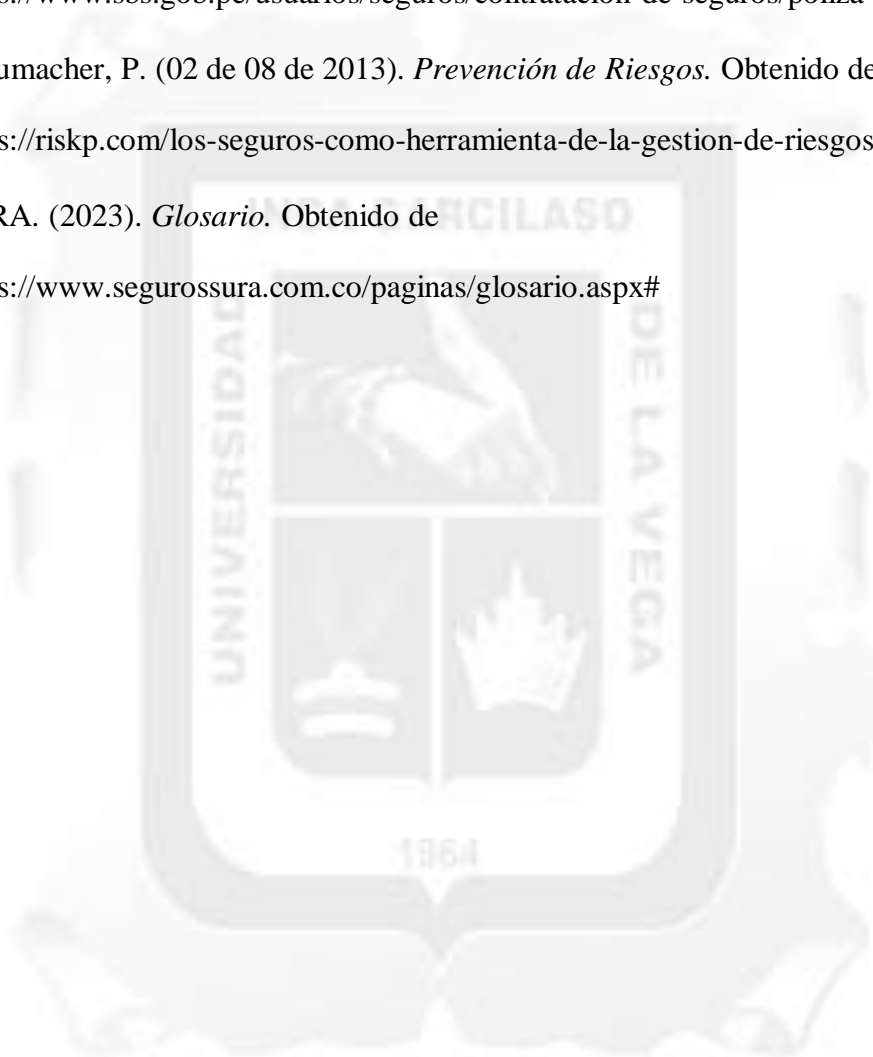 s://www.sbs.gob.pe/usuarios/seguros/contratacion-de-seguros/poliza-
umacher, P. (02 de 08 de 2013). Prevención de Riesgos. Obtenido de
s://riskp.com/los-seguros-como-herramienta-de-la-gestion-de-riesgos
RA. (2023). Glosario. Obtenido de
s://www.segurossura.com.co/paginas/glosario.aspx#
INCA GARCILASO
UNIVERSIDAD
DE LA VEGA
1964